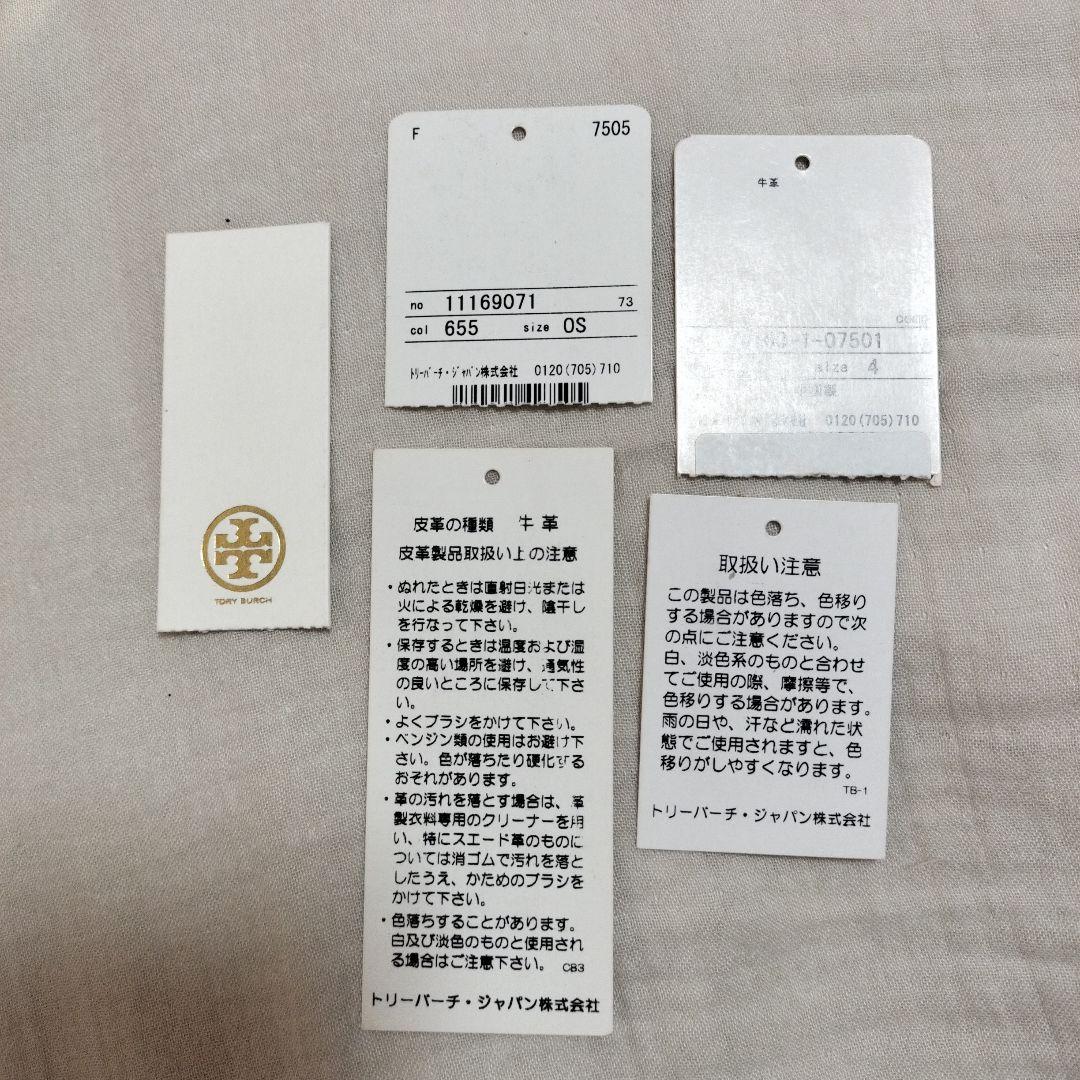 TORY BURCH
F 7505
no 11169071 73
col 655 size OS
トリーバーチ・ジャパン株式会社 0120(705)710
牛革
-1-07501
size 4
0120(705)710
皮革の種類 牛革
皮革製品取扱い上の注意
・ぬれたときは直射日光または
火による乾燥を避け、陰干し
を行なって下さい。
・保存するときは温度および湿
度の高い場所を避け、通気性
の良いところに保存して下さ
い。
・よくブラシをかけて下さい。
・ベンジン類の使用はお避け下
さい。色が落ちたり硬化する
おそれがあります。
・革の汚れを落とす場合は、革
製衣料専用のクリーナーを用
い、特にスエード革のものに
ついては消ゴムで汚れを落と
したうえ、かためのブラシを
かけて下さい。
・色落ちすることがあります。
白及び淡色のものと使用され
る場合はご注意下さい。 CB3
トリーバーチ・ジャパン株式会社
取扱い注意
この製品は色落ち、色移り
する場合がありますので次
の点にご注意ください。
白、淡色系のものと合わせ
てご使用の際、摩擦等で、
色移りする場合があります。
雨の日や、汗など濡れた状
態でご使用されますと、色
移りがしやすくなります。
TB-1
トリーバーチ・ジャパン株式会社